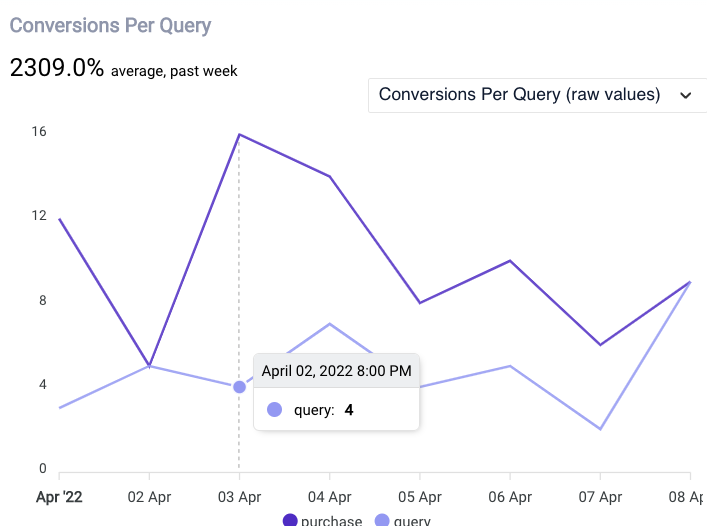 Conversions Per Query
2309.0% average, past week
Conversions Per Query (raw values)
16
12
8
4
0
April 02, 2022 8:00 PM
query: 4
Apr '22 02 Apr 03 Apr 04 Apr 05 Apr 06 Apr 07 Apr 08 Ap
purchase query